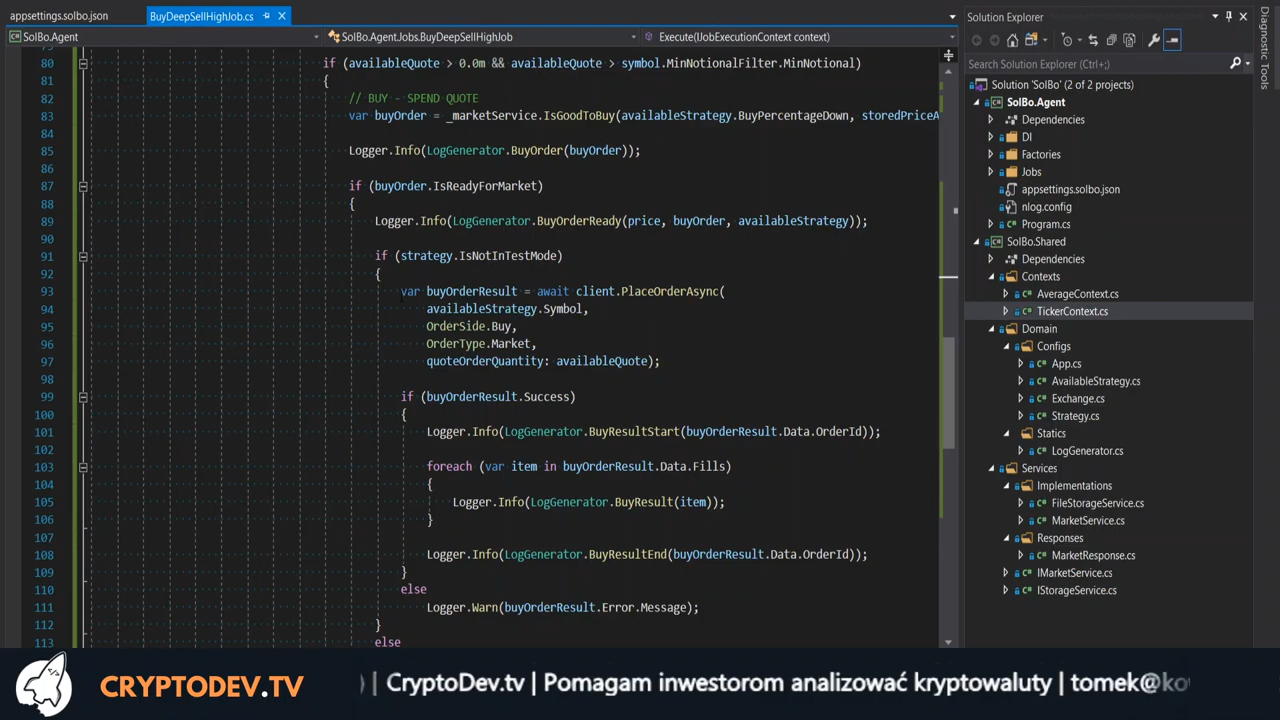 appsettings.solbo.json
BuyDeepSellHighJob.cs
SolBo.Agent
SolBo.Agent.Jobs.BuyDeepSellHighJob
Execute(IJobExecutionContext context)
80 if (availableQuote > 0.0m && availableQuote > symbol.MinNotionalFilter.MinNotional)
81 {
82 // BUY - SPEND QUOTE
83 var buyOrder = _marketService.IsGoodToBuy(availableStrategy.BuyPercentageDown, storedPriceA
84
85 Logger.Info(LogGenerator.BuyOrder(buyOrder));
86
87 if (buyOrder.IsReadyForMarket)
88 {
89 Logger.Info(LogGenerator.BuyOrderReady(price, buyOrder, availableStrategy));
90
91 if (strategy.IsNotInTestMode)
92 {
93 var buyOrderResult = await client.PlaceOrderAsync(
94 availableStrategy.Symbol,
95 OrderSide.Buy,
96 OrderType.Market,
97 quoteOrderQuantity: availableQuote);
98
99 if (buyOrderResult.Success)
100 {
101 Logger.Info(LogGenerator.BuyResultStart(buyOrderResult.Data.OrderId));
102
103 foreach (var item in buyOrderResult.Data.Fills)
104 {
105 Logger.Info(LogGenerator.BuyResult(item));
106 }
107
108 Logger.Info(LogGenerator.BuyResultEnd(buyOrderResult.Data.OrderId));
109 }
110 else
111 Logger.Warn(buyOrderResult.Error.Message);
112 }
113 else
Solution Explorer
Search Solution Explorer (Ctrl+;)
Solution 'SolBo' (2 of 2 projects)
SolBo.Agent
Dependencies
DI
Factories
Jobs
appsettings.solbo.json
nlog.config
Program.cs
SolBo.Shared
Dependencies
Contexts
AverageContext.cs
TickerContext.cs
Domain
Configs
App.cs
AvailableStrategy.cs
Exchange.cs
Strategy.cs
Statics
LogGenerator.cs
Services
Implementations
FileStorageService.cs
MarketService.cs
Responses
MarketResponse.cs
IMarketService.cs
IStorageService.cs
Diagnostic Tools
CRYPTODEV.TV
) | CryptoDev.tv | Pomagam inwestorom analizować kryptowaluty | tomek@ko